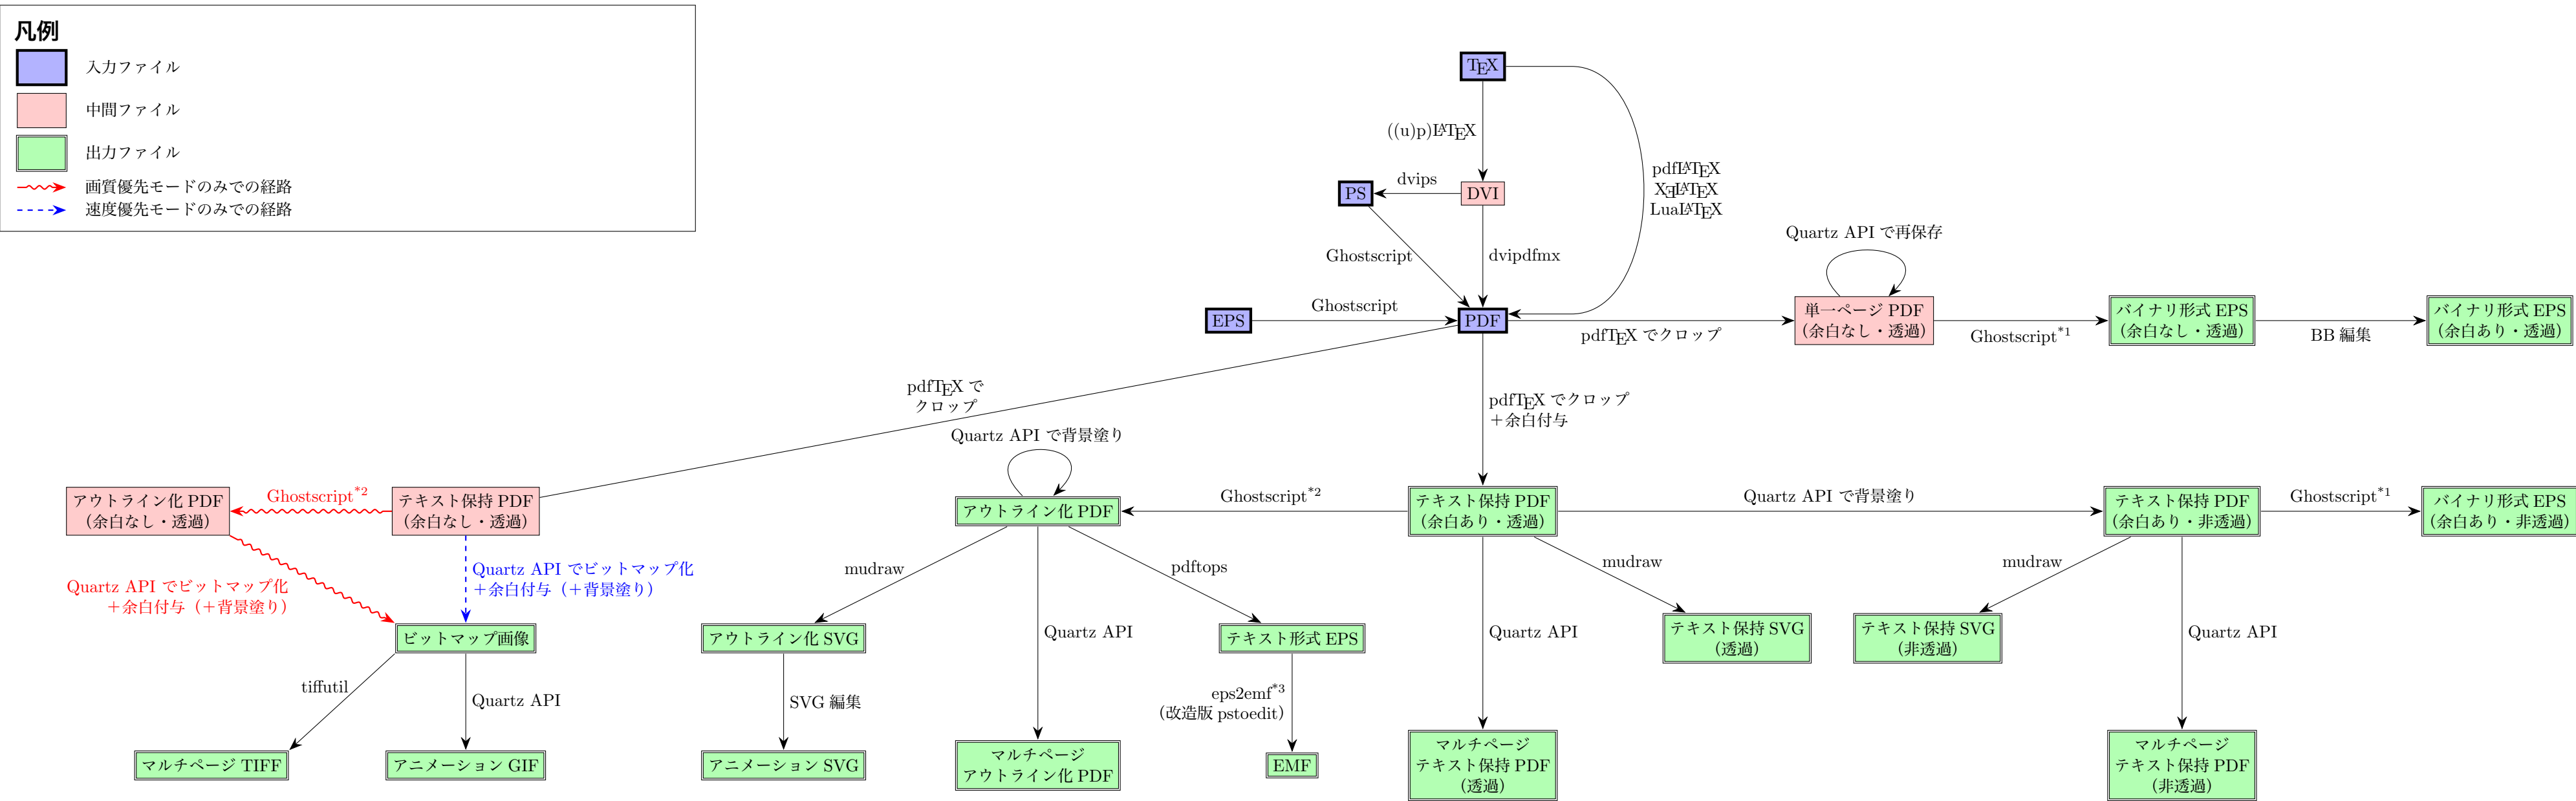 凡例
入力ファイル
中間ファイル
出力ファイル
画質優先モードのみでの経路
速度優先モードのみでの経路
TEX
((u)p)LATEX
pdfLATEX
XƎLATEX
LuaLATEX
PS
dvips
DVI
Ghostscript
dvipdfmx
Quartz API で再保存
EPS
Ghostscript
PDF
pdfTEX でクロップ
単一ページ PDF
(余白なし・透過)
Ghostscript*1
バイナリ形式 EPS
(余白なし・透過)
BB 編集
バイナリ形式 EPS
(余白あり・透過)
pdfTEX で
クロップ
pdfTEX でクロップ
＋余白付与
Quartz API で背景塗り
アウトライン化 PDF
(余白なし・透過)
Ghostscript*2
テキスト保持 PDF
(余白なし・透過)
アウトライン化 PDF
Ghostscript*2
テキスト保持 PDF
(余白あり・透過)
Quartz API で背景塗り
テキスト保持 PDF
(余白あり・非透過)
Ghostscript*1
バイナリ形式 EPS
(余白あり・非透過)
Quartz API でビットマップ化
＋余白付与（＋背景塗り）
Quartz API でビットマップ化
＋余白付与（＋背景塗り）
mudraw
pdftops
mudraw
mudraw
ビットマップ画像
アウトライン化 SVG
Quartz API
テキスト形式 EPS
Quartz API
テキスト保持 SVG
(透過)
テキスト保持 SVG
(非透過)
Quartz API
tiffutil
Quartz API
SVG 編集
eps2emf*3
(改造版 pstoedit)
マルチページ TIFF
アニメーション GIF
アニメーション SVG
マルチページ
アウトライン化 PDF
EMF
マルチページ
テキスト保持 PDF
(透過)
マルチページ
テキスト保持 PDF
(非透過)